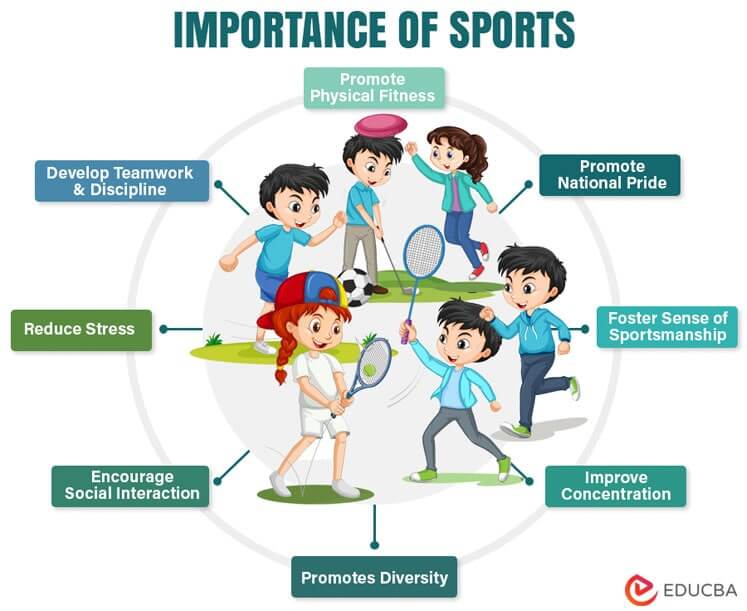 IMPORTANCE OF SPORTS
Promote
Physical Fitness
Develop Teamwork
& Discipline
Promote
National Pride
Reduce Stress
Foster Sense of
Sportsmanship
Encourage
Social Interaction
Improve
Concentration
Promotes Diversity
EDUCBA